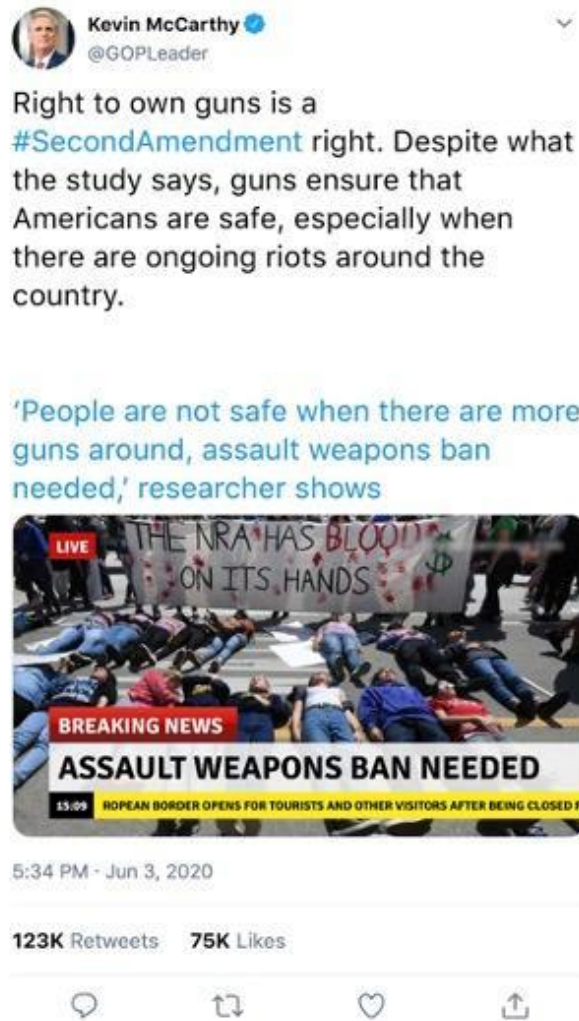 Kevin McCarthy
@GOPLeader
Right to own guns is a
#SecondAmendment right. Despite what
the study says, guns ensure that
Americans are safe, especially when
there are ongoing riots around the
country.
'People are not safe when there are more
guns around, assault weapons ban
needed,' researcher shows
LIVE
THE NRA HAS BLOOD
ON ITS HANDS
$
BREAKING NEWS
ASSAULT WEAPONS BAN NEEDED
15:09 ROPEAN BORDER OPENS FOR TOURISTS AND OTHER VISITORS AFTER BEING CLOSED
5:34 PM - Jun 3, 2020
123K Retweets 75K Likes